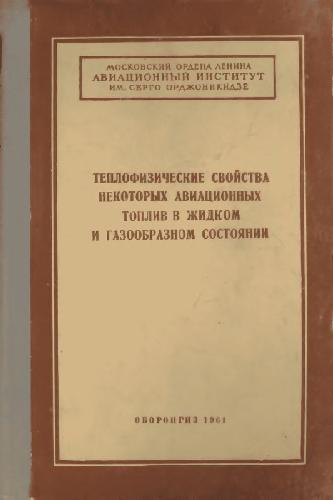 МОСКОВСКИЙ ОРДЕНА ЛЕНИНА
АВИАЦИОННЫЙ ИНСТИТУТ
ИМ. СЕРГО ОРДЖОНИКИДЗЕ
ТЕПЛОФИЗИЧЕСКИЕ СВОЙСТВА
НЕКОТОРЫХ АВИАЦИОННЫХ
ТОПЛИВ В ЖИДКОМ
И ГАЗООБРАЗНОМ СОСТОЯНИИ
ОБОРОНГИЗ 1961